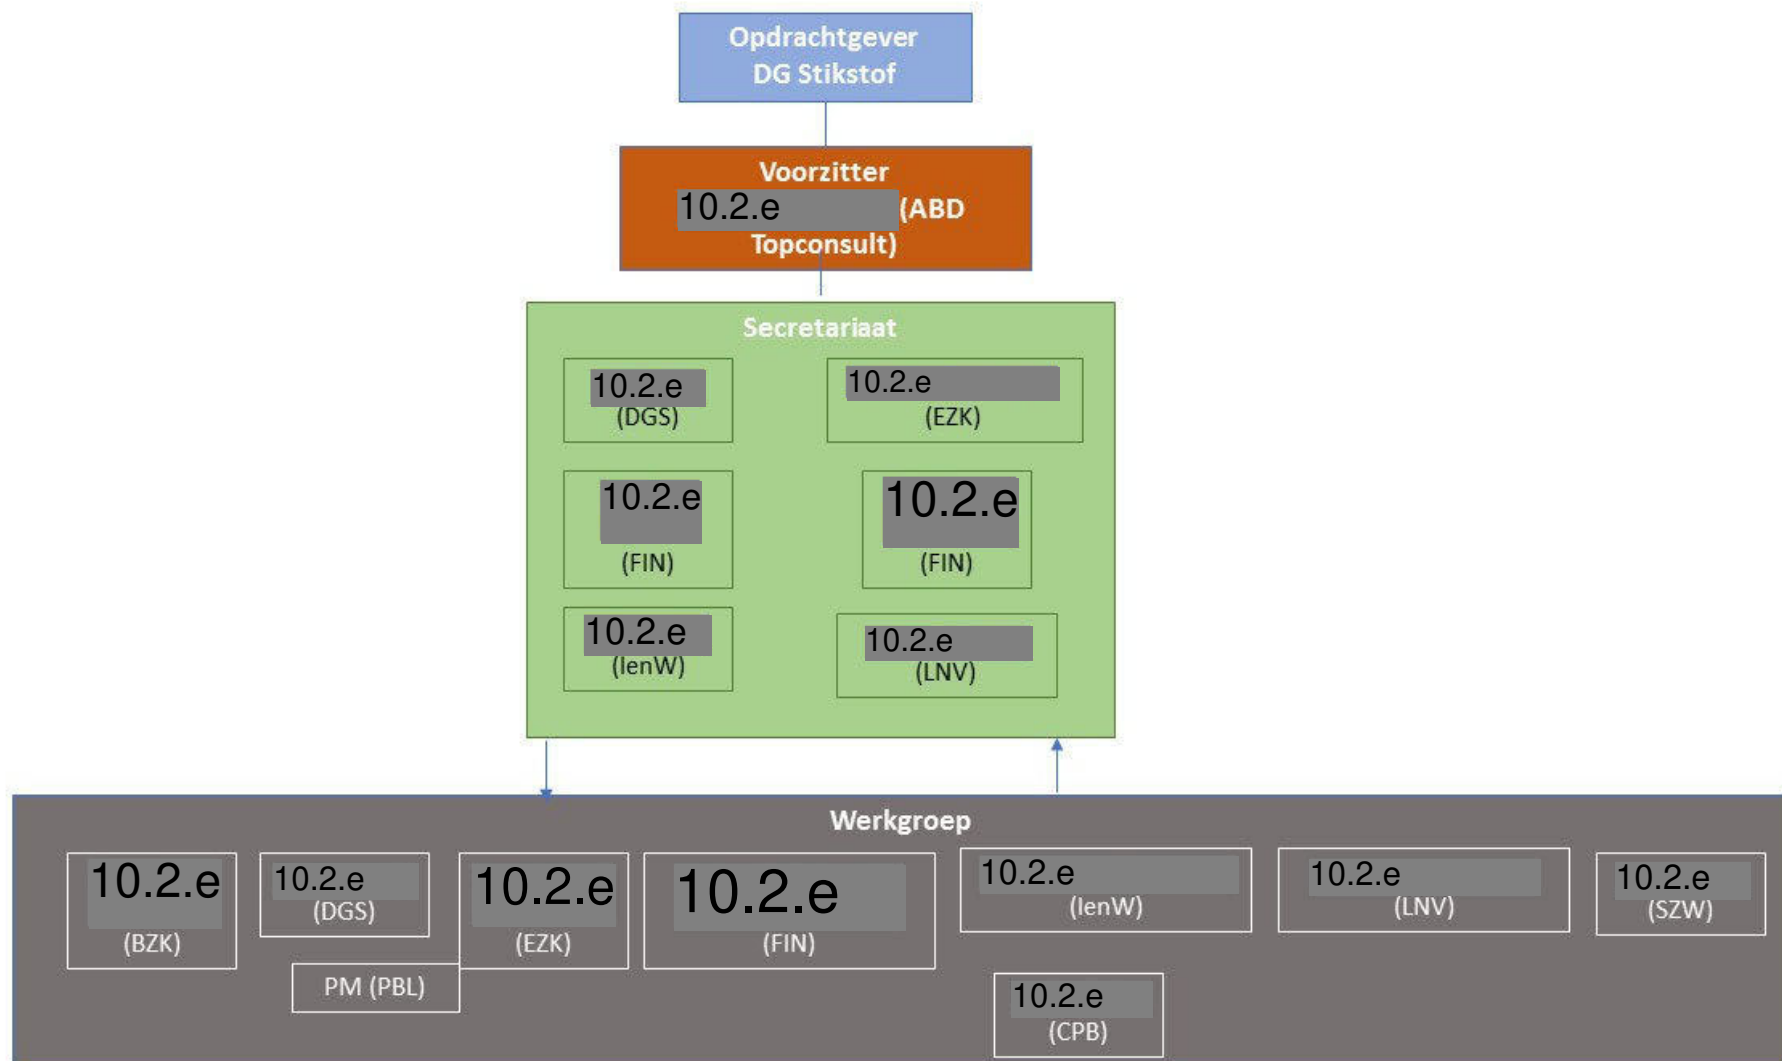 Opdrachtgever
DG Stikstof
Voorzitter
10.2.e (ABD
Topconsult)
Secretariaat
10.2.e
(DGS)
10.2.e
(EZK)
10.2.e
(FIN)
10.2.e
(FIN)
10.2.e
(IenW)
10.2.e
(LNV)
Werkgroep
10.2.e
(BZK)
10.2.e
(DGS)
10.2.e
(EZK)
10.2.e
(FIN)
10.2.e
(IenW)
10.2.e
(LNV)
10.2.e
(SZW)
PM (PBL)
10.2.e
(CPB)